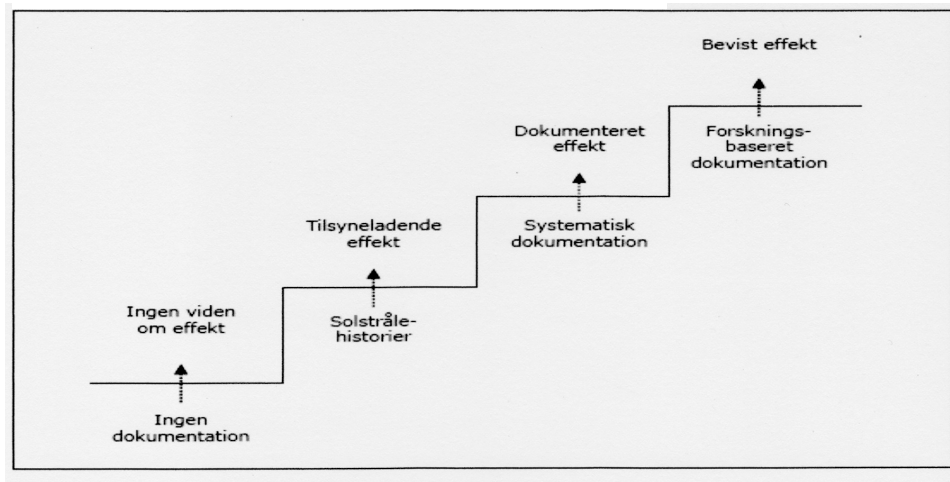 Bevist effekt
Forsknings-
baseret
dokumentation
Dokumenteret
effekt
Systematisk
dokumentation
Tilsyneladende
effekt
Solstråle-
historier
Ingen viden
om effekt
Ingen
dokumentation